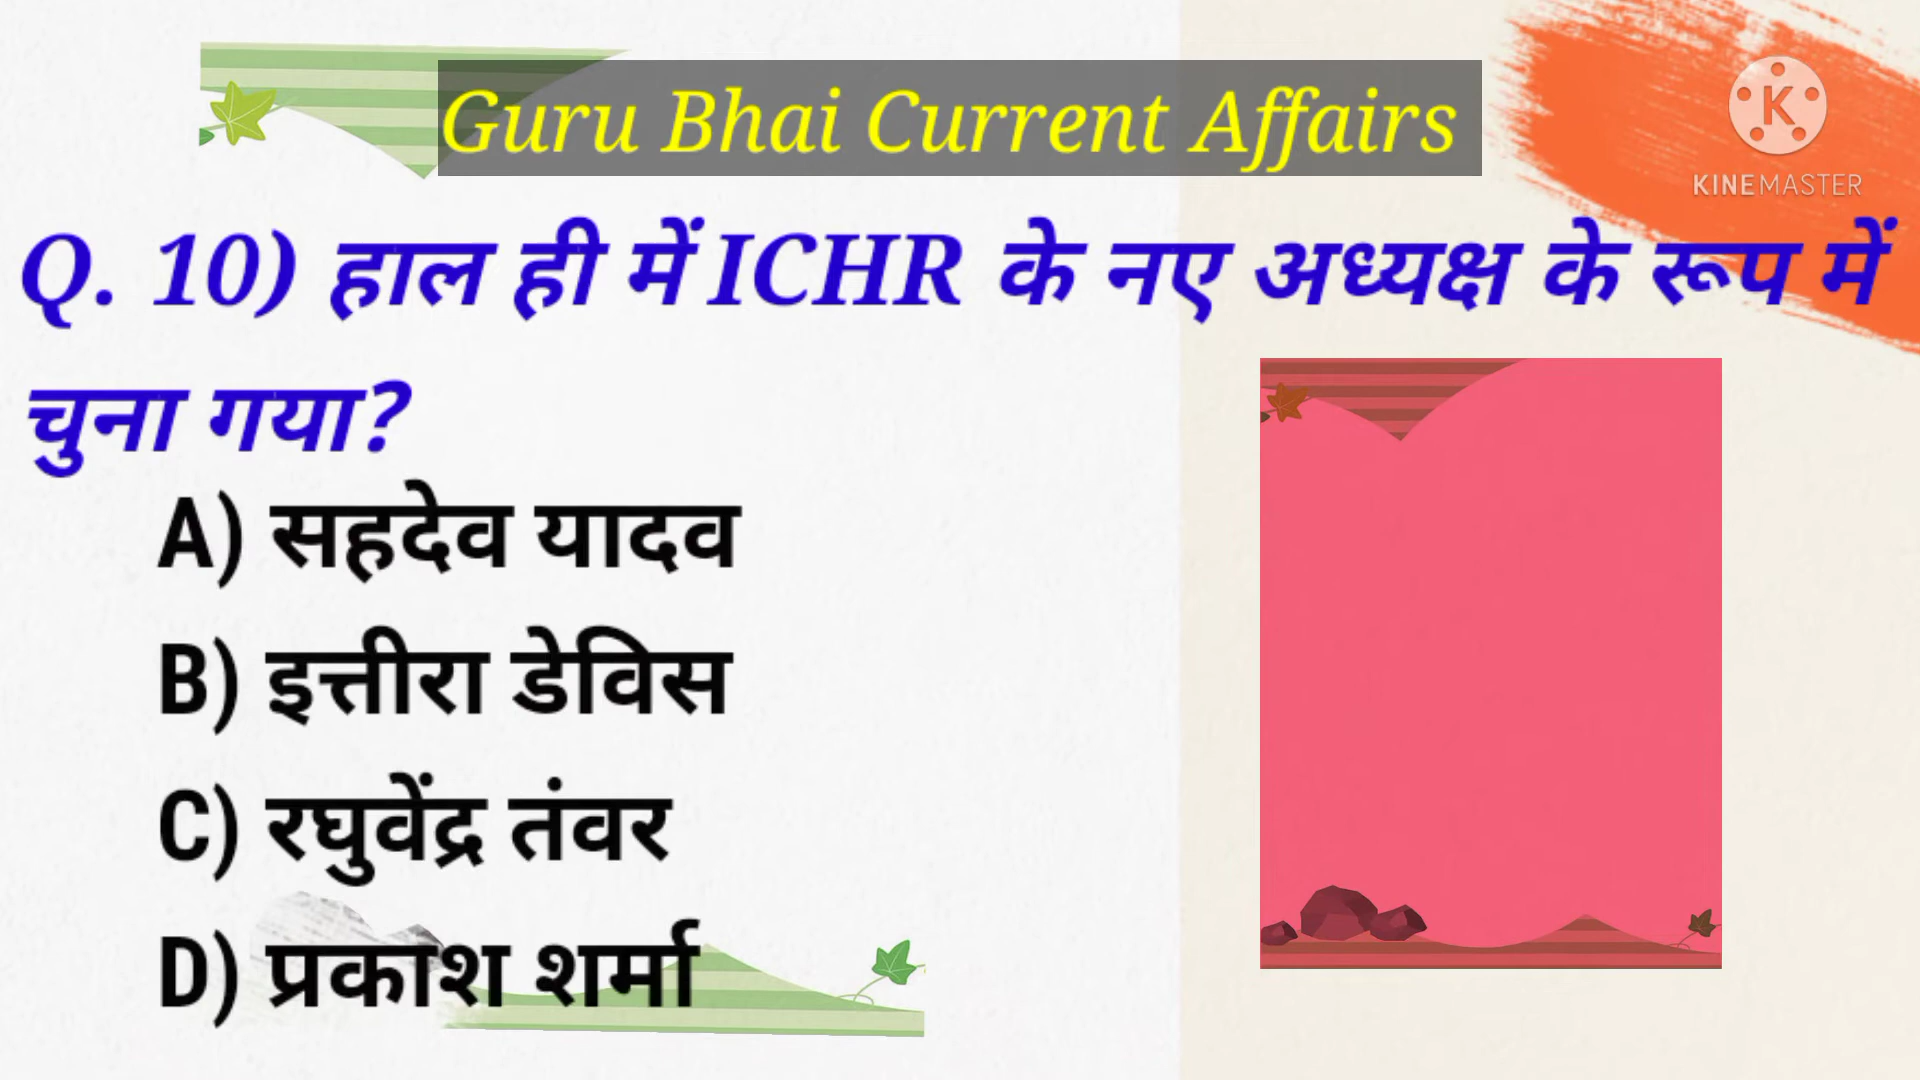 Guru Bhai Current Affairs
KINEMASTER
Q. 10) हाल ही में ICHR के नए अध्यक्ष के रूप में
चुना गया?
A) सहदेव यादव
B) इत्तीरा डेविस
C) रघुवेंद्र तंवर
D) प्रकाश शर्मा